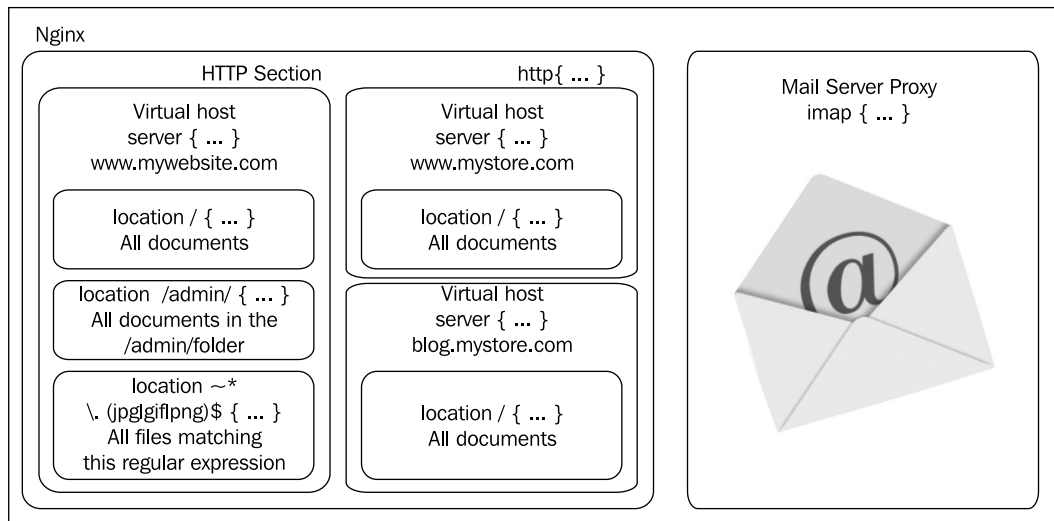 Nginx
HTTP Section
http{ ... }
Virtual host
server { ... }
www.mywebsite.com
location / { ... }
All documents
location /admin/ { ... }
All documents in the
/admin/folder
location ~*
\. (jpg|gif|png)$ { ... }
All files matching
this regular expression
Virtual host
server { ... }
www.mystore.com
location / { ... }
All documents
Virtual host
server { ... }
blog.mystore.com
location / { ... }
All documents
Mail Server Proxy
imap { ... }
@